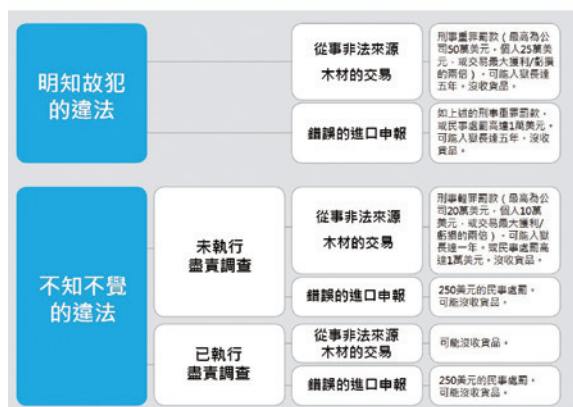 明知故犯
的違法
從事非法來源
木材的交易
刑事重罪罰款（最高為公
司50萬美元，個人25萬美
元，或交易最大獲利/虧損
的兩倍），可能入獄長達
五年。沒收貨品。
錯誤的進口申報
如上述的刑事重罪罰款，
或民事處罰高達1萬美元。
可能入獄長達五年，沒收
貨品。
不知不覺
的違法
未執行
盡責調查
從事非法來源
木材的交易
刑事輕罪罰款（最高為公
司20萬美元，個人10萬
美元，或交易最大獲利/
虧損的兩倍），可能入獄
長達一年。或民事處罰高
達1萬美元。沒收貨品。
錯誤的進口申報
250美元的民事處罰。
可能沒收貨品。
已執行
盡責調查
從事非法來源
木材的交易
可能沒收貨品。
錯誤的進口申報
250美元的民事處罰。
可能沒收貨品。